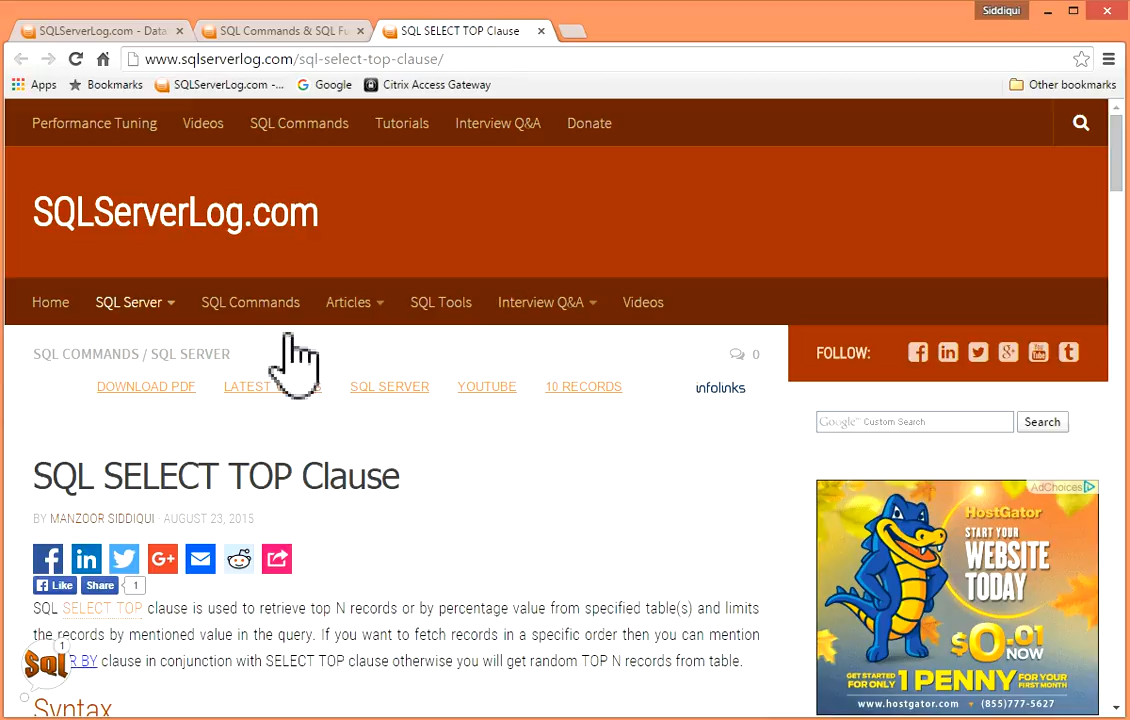 Siddiqui
SQLServerLog.com - Data
SQL Commands & SQL Fu
SQL SELECT TOP Clause
www.sqlserverlog.com/sql-select-top-clause/
Apps Bookmarks SQLServerLog.com -... Google Citrix Access Gateway Other bookmarks
Performance Tuning Videos SQL Commands Tutorials Interview Q&A Donate
SQLServerLog.com
Home SQL Server SQL Commands Articles SQL Tools Interview Q&A Videos
SQL COMMANDS / SQL SERVER 0
FOLLOW:
DOWNLOAD PDF LATEST SQL SERVER YOUTUBE 10 RECORDS infolinks
Google™ Custom Search Search
SQL SELECT TOP Clause
BY MANZOOR SIDDIQUI · AUGUST 23, 2015
Like Share 1
SQL SELECT TOP clause is used to retrieve top N records or by percentage value from specified table(s) and limits
the records by mentioned value in the query. If you want to fetch records in a specific order then you can mention
R BY clause in conjunction with SELECT TOP clause otherwise you will get random TOP N records from table.
SQL 1
Syntax
AdChoices
HostGator
START YOUR
WEBSITE
TODAY
$0.01
NOW
GET STARTED FOR ONLY 1 PENNY FOR YOUR FIRST MONTH
www.hostgator.com (855)777-5627